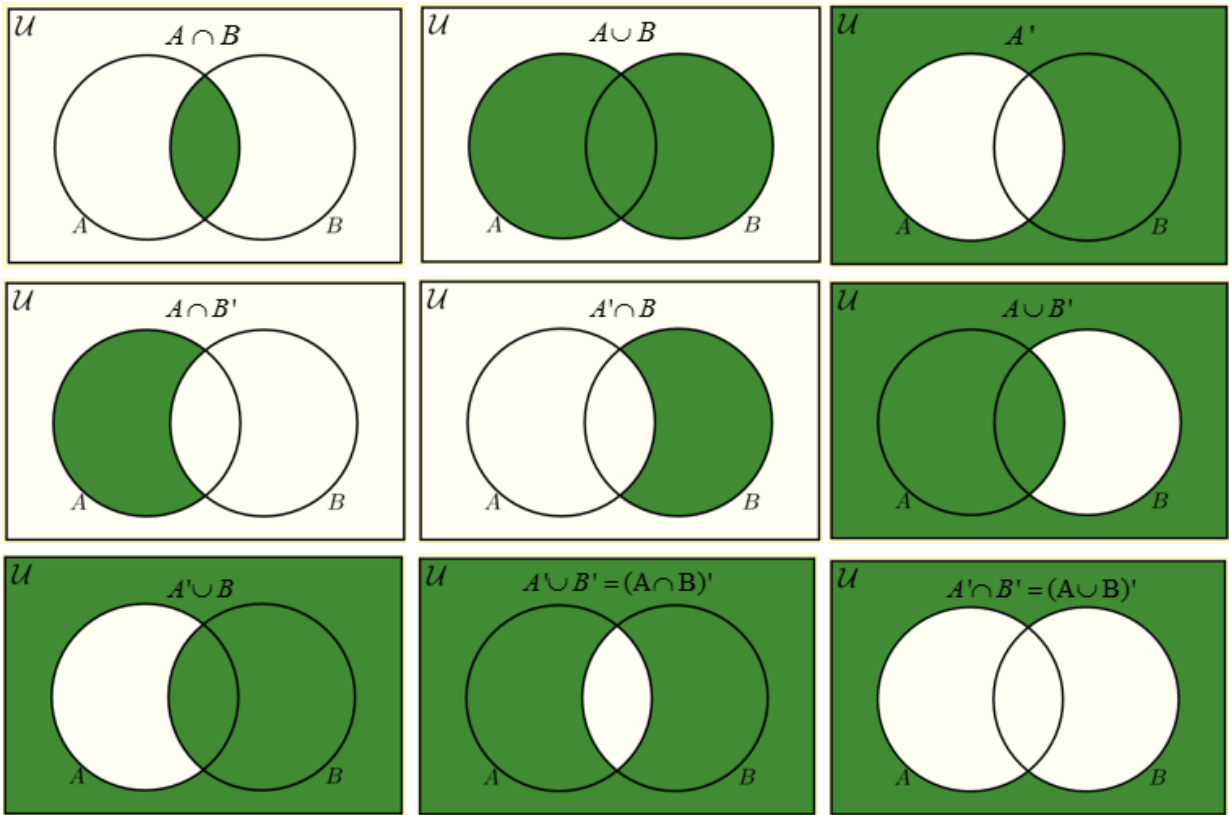 𝒰
A ∩ B
A
B
𝒰
A ∪ B
A
B
𝒰
A'
A
B
𝒰
A ∩ B'
A
B
𝒰
A' ∩ B
A
B
𝒰
A ∪ B'
A
B
𝒰
A' ∪ B
A
B
𝒰
A' ∪ B' = (A ∩ B)'
A
B
𝒰
A' ∩ B' = (A ∪ B)'
A
B